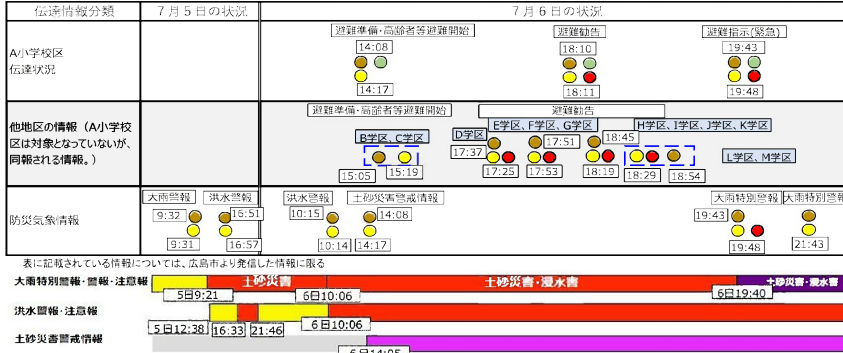 伝達情報分類
7月5日の状況
7月6日の状況
A小学校区
伝達状況
避難準備・高齢者等避難開始
14:08
14:17
避難勧告
18:10
18:11
避難指示(緊急)
19:43
19:48
他地区の情報（A小学校
区は対象となっていないが、
同報される情報。）
避難準備・高齢者等避難開始
B学区、C学区
15:05
15:19
避難勧告
D学区
17:37
E学区、F学区、G学区
17:25
17:51
17:53
18:45
18:19
H学区、I学区、J学区、K学区
18:29
18:54
L学区、M学区
防災気象情報
大雨警報
9:32
9:31
洪水警報
16:51
16:57
洪水警報
10:15
10:14
土砂災害警戒情報
14:08
14:17
大雨特別警報
19:43
19:48
大雨特別警報
21:43
表に記載されている情報については、広島市より発信した情報に限る
大雨特別警報・警報・注意報
土砂災害
土砂災害・浸水害
土砂災害・浸水害
5日9:21
6日10:06
6日19:40
洪水警報・注意報
5日12:38
16:33
21:46
6日10:06
土砂災害警戒情報
6日14:05